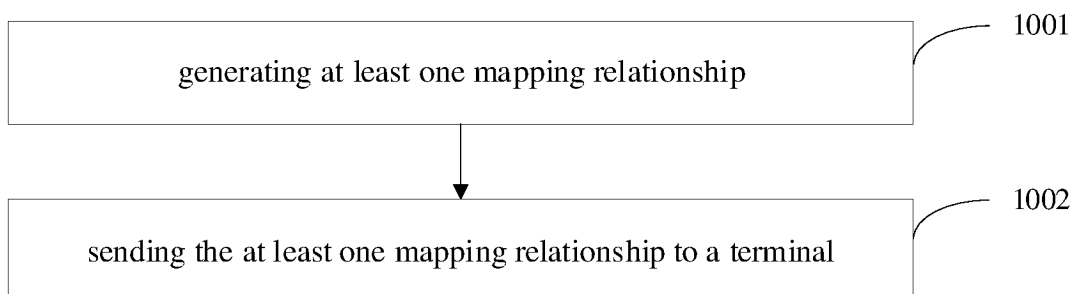 1001
generating at least one mapping relationship
1002
sending the at least one mapping relationship to a terminal